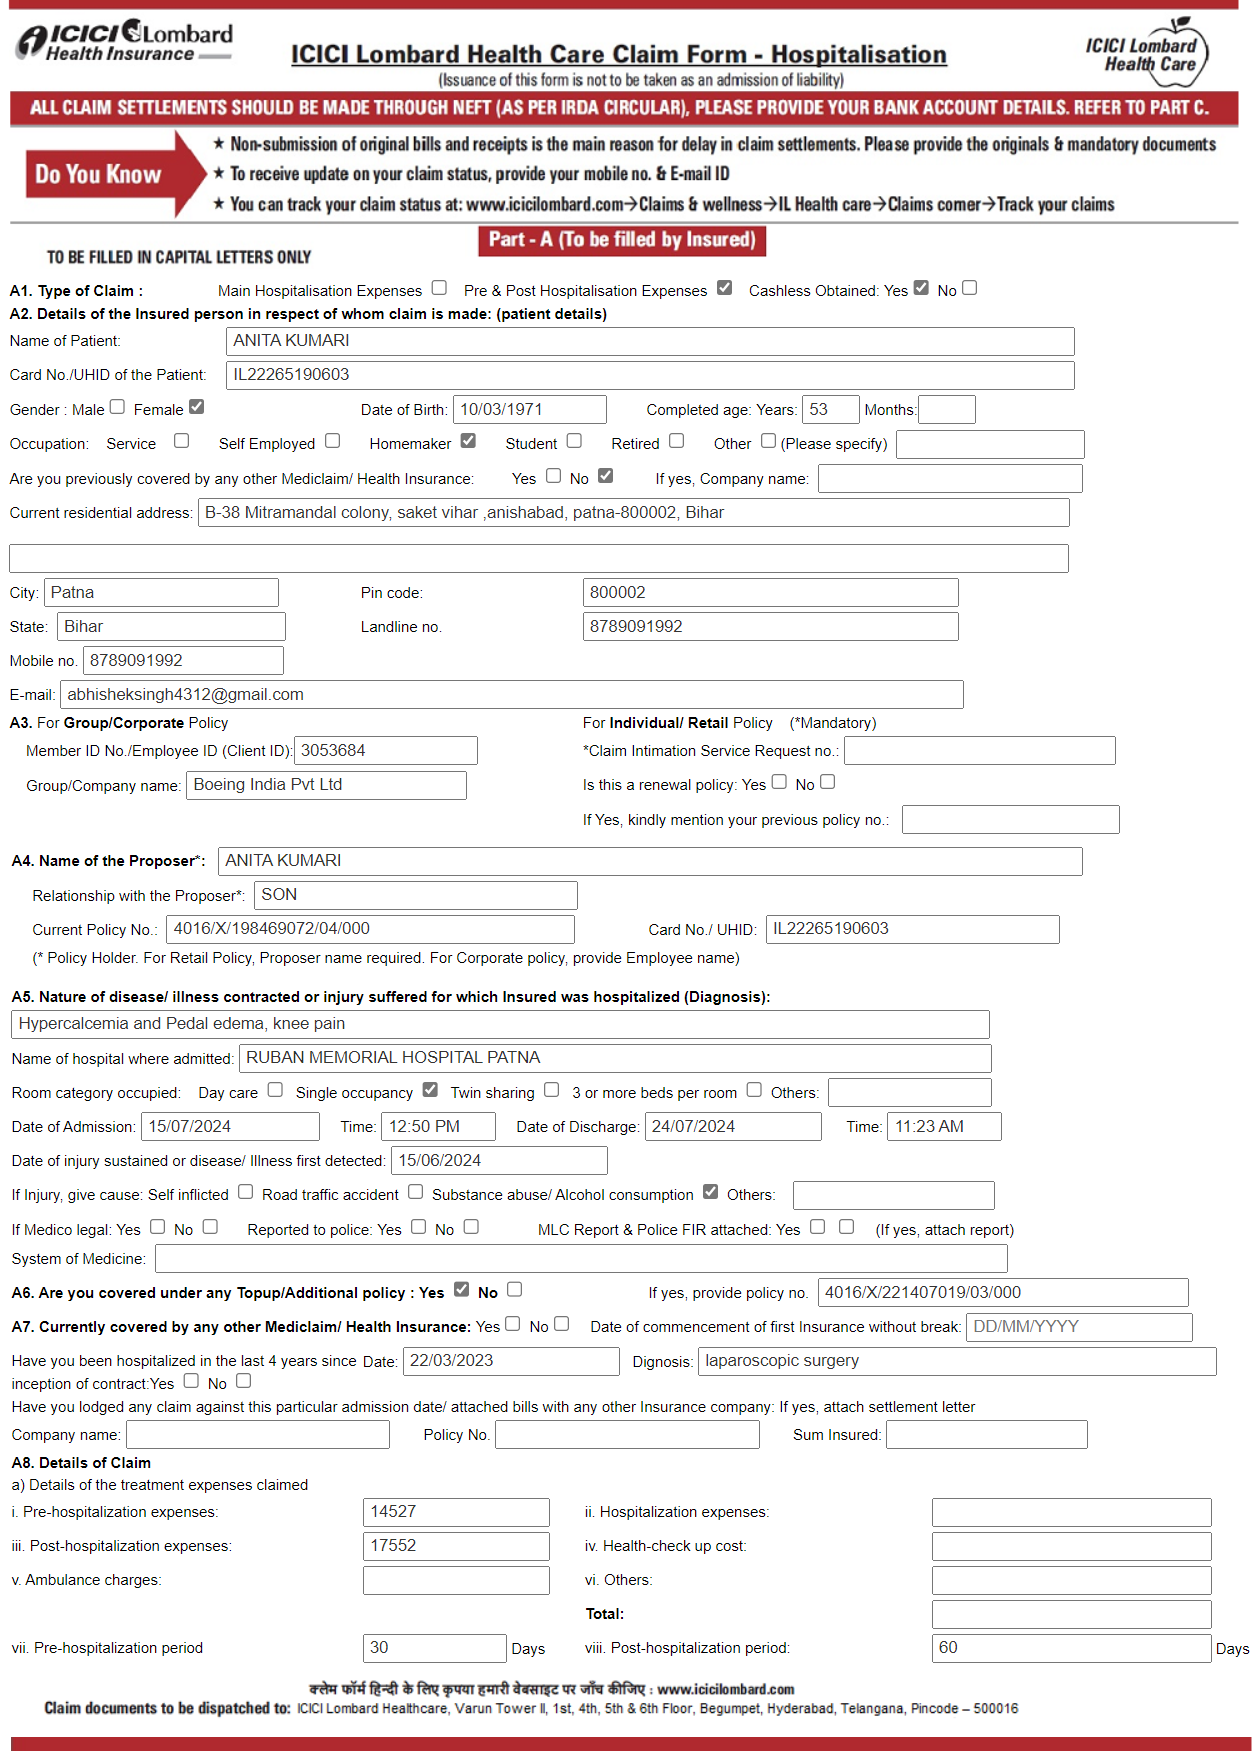 ICICI Lombard
Health Insurance
ICICI Lombard Health Care Claim Form - Hospitalisation
(Issuance of this form is not to be taken as an admission of liability)
ICICI Lombard
Health Care
ALL CLAIM SETTLEMENTS SHOULD BE MADE THROUGH NEFT (AS PER IRDA CIRCULAR), PLEASE PROVIDE YOUR BANK ACCOUNT DETAILS. REFER TO PART C.
Do You Know
★ Non-submission of original bills and receipts is the main reason for delay in claim settlements. Please provide the originals & mandatory documents
★ To receive update on your claim status, provide your mobile no. & E-mail ID
★ You can track your claim status at: www.icicilombard.com→Claims & wellness→IL Health care→Claims corner→Track your claims
Part - A (To be filled by Insured)
TO BE FILLED IN CAPITAL LETTERS ONLY
A1. Type of Claim : Main Hospitalisation Expenses Pre & Post Hospitalisation Expenses Cashless Obtained: Yes No
A2. Details of the Insured person in respect of whom claim is made: (patient details)
Name of Patient: ANITA KUMARI
Card No./UHID of the Patient: IL22265190603
Gender : Male Female Date of Birth: 10/03/1971 Completed age: Years: 53 Months:
Occupation: Service Self Employed Homemaker Student Retired Other (Please specify)
Are you previously covered by any other Mediclaim/ Health Insurance: Yes No If yes, Company name:
Current residential address: B-38 Mitramandal colony, saket vihar ,anishabad, patna-800002, Bihar
City: Patna Pin code: 800002
State: Bihar Landline no. 8789091992
Mobile no. 8789091992
E-mail: abhisheksingh4312@gmail.com
A3. For Group/Corporate Policy For Individual/ Retail Policy (*Mandatory)
Member ID No./Employee ID (Client ID): 3053684 *Claim Intimation Service Request no.:
Group/Company name: Boeing India Pvt Ltd Is this a renewal policy: Yes No
If Yes, kindly mention your previous policy no.:
A4. Name of the Proposer*: ANITA KUMARI
Relationship with the Proposer*: SON
Current Policy No.: 4016/X/198469072/04/000 Card No./ UHID: IL22265190603
(* Policy Holder. For Retail Policy, Proposer name required. For Corporate policy, provide Employee name)
A5. Nature of disease/ illness contracted or injury suffered for which Insured was hospitalized (Diagnosis):
Hypercalcemia and Pedal edema, knee pain
Name of hospital where admitted: RUBAN MEMORIAL HOSPITAL PATNA
Room category occupied: Day care Single occupancy Twin sharing 3 or more beds per room Others:
Date of Admission: 15/07/2024 Time: 12:50 PM Date of Discharge: 24/07/2024 Time: 11:23 AM
Date of injury sustained or disease/ Illness first detected: 15/06/2024
If Injury, give cause: Self inflicted Road traffic accident Substance abuse/ Alcohol consumption Others:
If Medico legal: Yes No Reported to police: Yes No MLC Report & Police FIR attached: Yes (If yes, attach report)
System of Medicine:
A6. Are you covered under any Topup/Additional policy : Yes No If yes, provide policy no. 4016/X/221407019/03/000
A7. Currently covered by any other Mediclaim/ Health Insurance: Yes No Date of commencement of first Insurance without break: DD/MM/YYYY
Have you been hospitalized in the last 4 years since Date: 22/03/2023 Dignosis: laparoscopic surgery
inception of contract:Yes No
Have you lodged any claim against this particular admission date/ attached bills with any other Insurance company: If yes, attach settlement letter
Company name: Policy No. Sum Insured:
A8. Details of Claim
a) Details of the treatment expenses claimed
i. Pre-hospitalization expenses: 14527 ii. Hospitalization expenses:
iii. Post-hospitalization expenses: 17552 iv. Health-check up cost:
v. Ambulance charges: vi. Others:
Total:
vii. Pre-hospitalization period 30 Days viii. Post-hospitalization period: 60 Days
क्लेम फॉर्म हिन्दी के लिए कृपया हमारी वेबसाइट पर जाँच कीजिए : www.icicilombard.com
Claim documents to be dispatched to: ICICI Lombard Healthcare, Varun Tower II, 1st, 4th, 5th & 6th Floor, Begumpet, Hyderabad, Telangana, Pincode – 500016